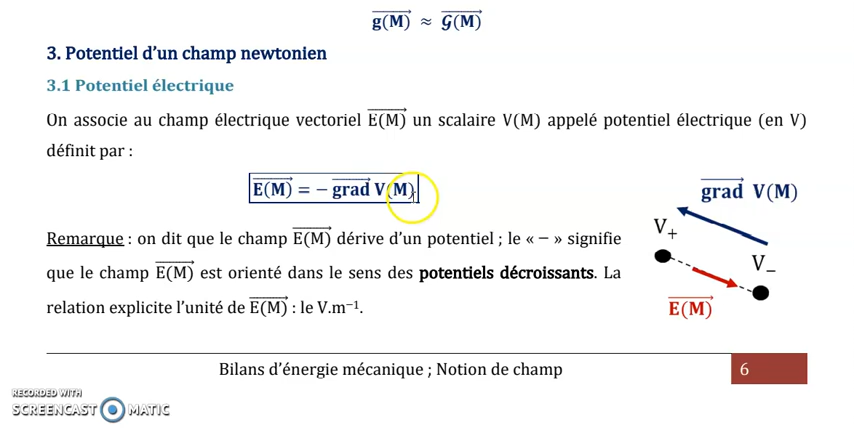 g(M) ≈ 𝒢(M)
3. Potentiel d'un champ newtonien
3.1 Potentiel électrique
On associe au champ électrique vectoriel E(M) un scalaire V(M) appelé potentiel électrique (en V)
définit par :
E(M) = − grad V(M)
grad V(M)
V+
V−
E(M)
Remarque : on dit que le champ E(M) dérive d'un potentiel ; le « − » signifie
que le champ E(M) est orienté dans le sens des potentiels décroissants. La
relation explicite l'unité de E(M) : le V.m⁻¹.
Bilans d'énergie mécanique ; Notion de champ 6
RECORDED WITH
SCREENCAST MATIC